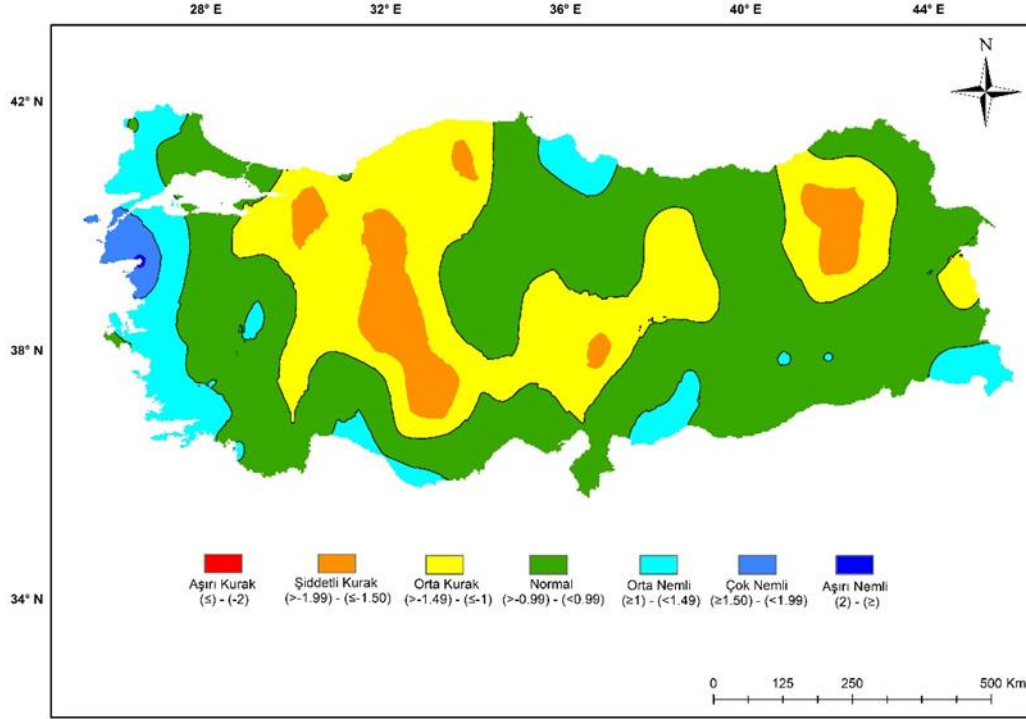 28° E 32° E 36° E 40° E 44° E
N
42° N
38° N
34° N
Aşırı Kurak
(≤) - (-2)
Şiddetli Kurak
(>-1.99) - (≤-1.50)
Orta Kurak
(>-1.49) - (≤-1)
Normal
(>-0.99) - (<0.99)
Orta Nemli
(≥1) - (<1.49)
Çok Nemli
(≥1.50) - (<1.99)
Aşırı Nemli
(2) - (≥)
0 125 250 500 Km